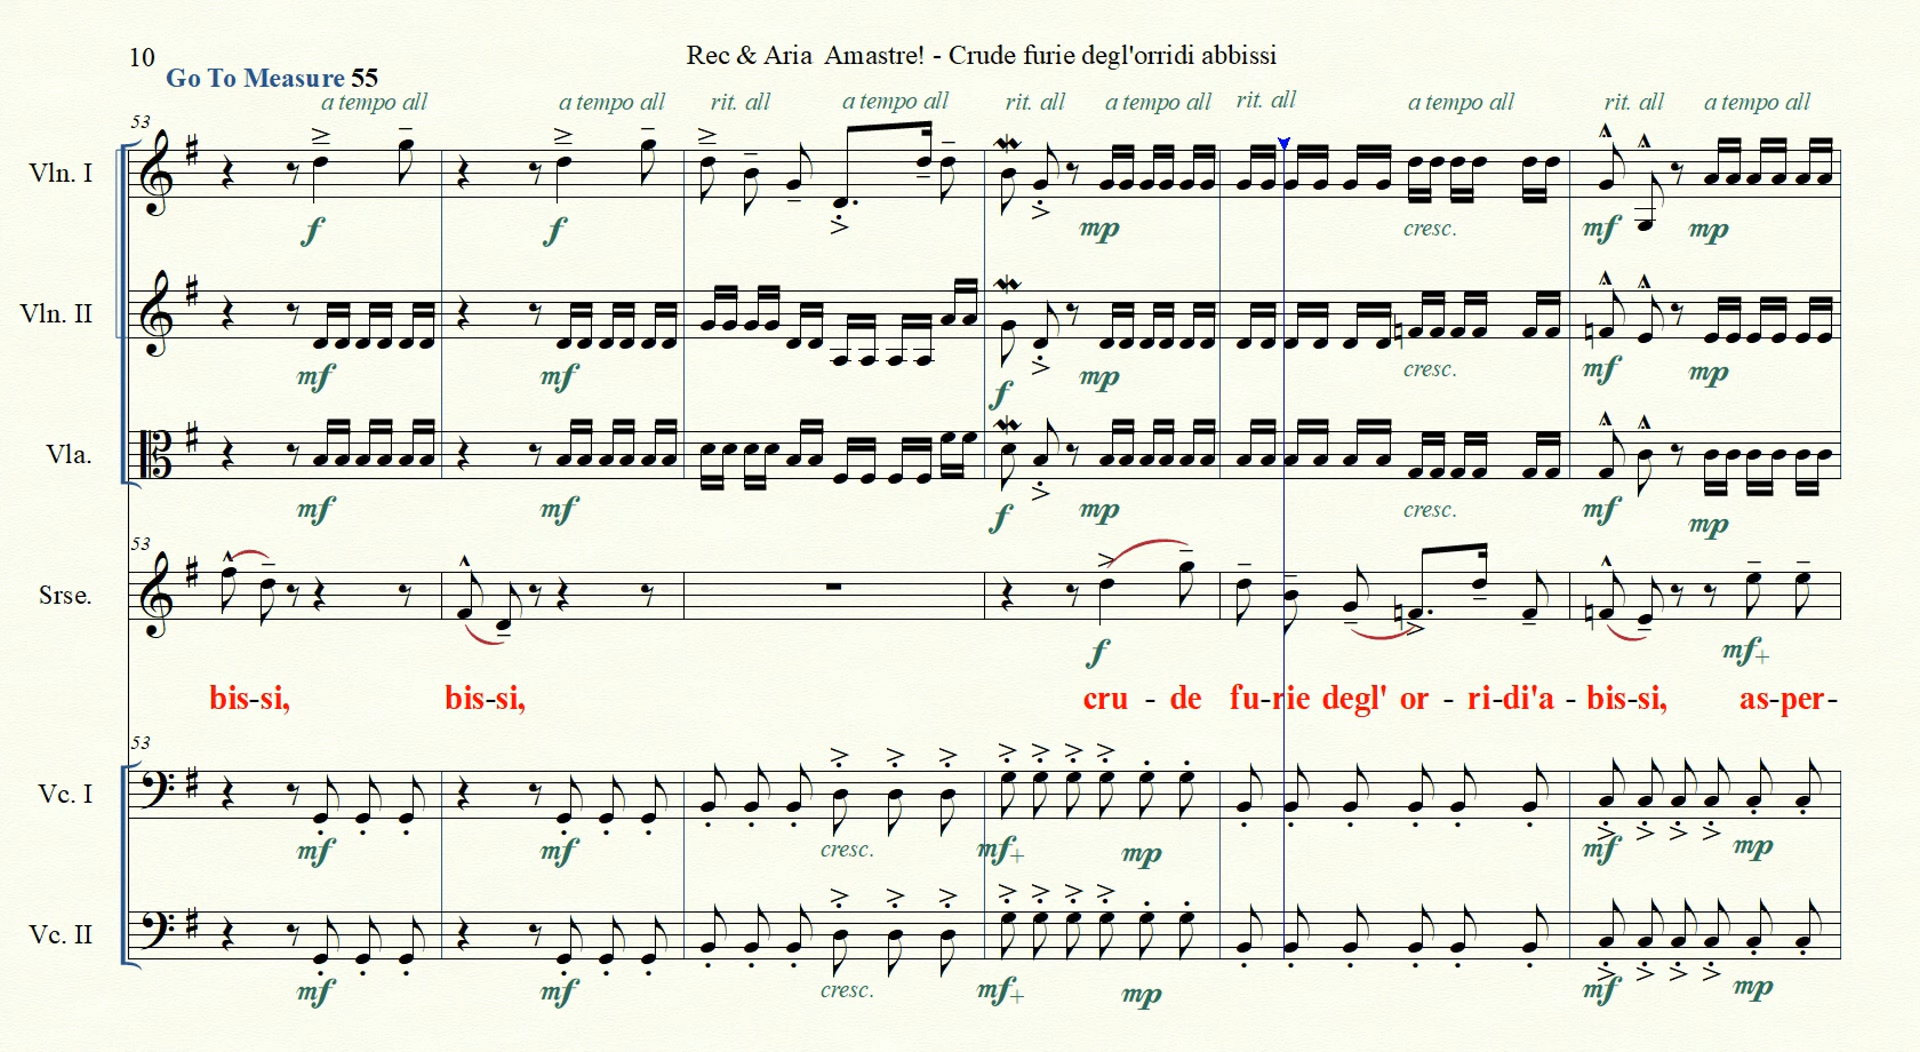 10
Rec & Aria  Amastre! - Crude furie degl'orridi abbissi
Go To Measure 55
a tempo all a tempo all rit. all a tempo all rit. all a tempo all rit. all a tempo all rit. all a tempo all
53
Vln. I
f f mp cresc. mf mp
Vln. II
mf mf f mp cresc. mf mp
Vla.
mf mf f mp cresc. mf mp
53
Srse.
f mf+
bis-si, bis-si, cru - de fu-rie degl' or - ri-di'a - bis-si, as-per-
53
Vc. I
mf mf cresc. mf+ mp mf mp
Vc. II
mf mf cresc. mf+ mp mf mp